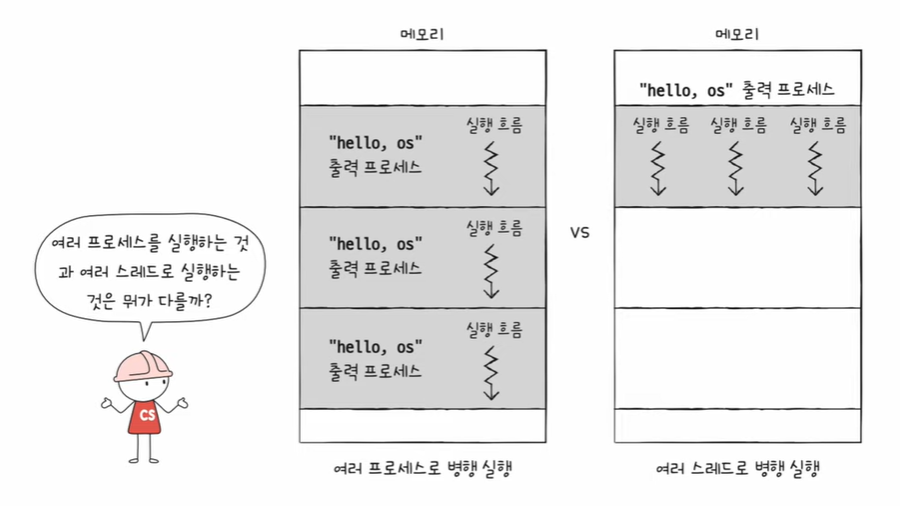 여러 프로세스를 실행하는 것
과 여러 스레드로 실행하는
것은 뭐가 다를까?
CS
메모리
"hello, os"
출력 프로세스
실행 흐름
"hello, os"
출력 프로세스
실행 흐름
"hello, os"
출력 프로세스
실행 흐름
여러 프로세스로 병행 실행
vs
메모리
"hello, os" 출력 프로세스
실행 흐름
실행 흐름
실행 흐름
여러 스레드로 병행 실행